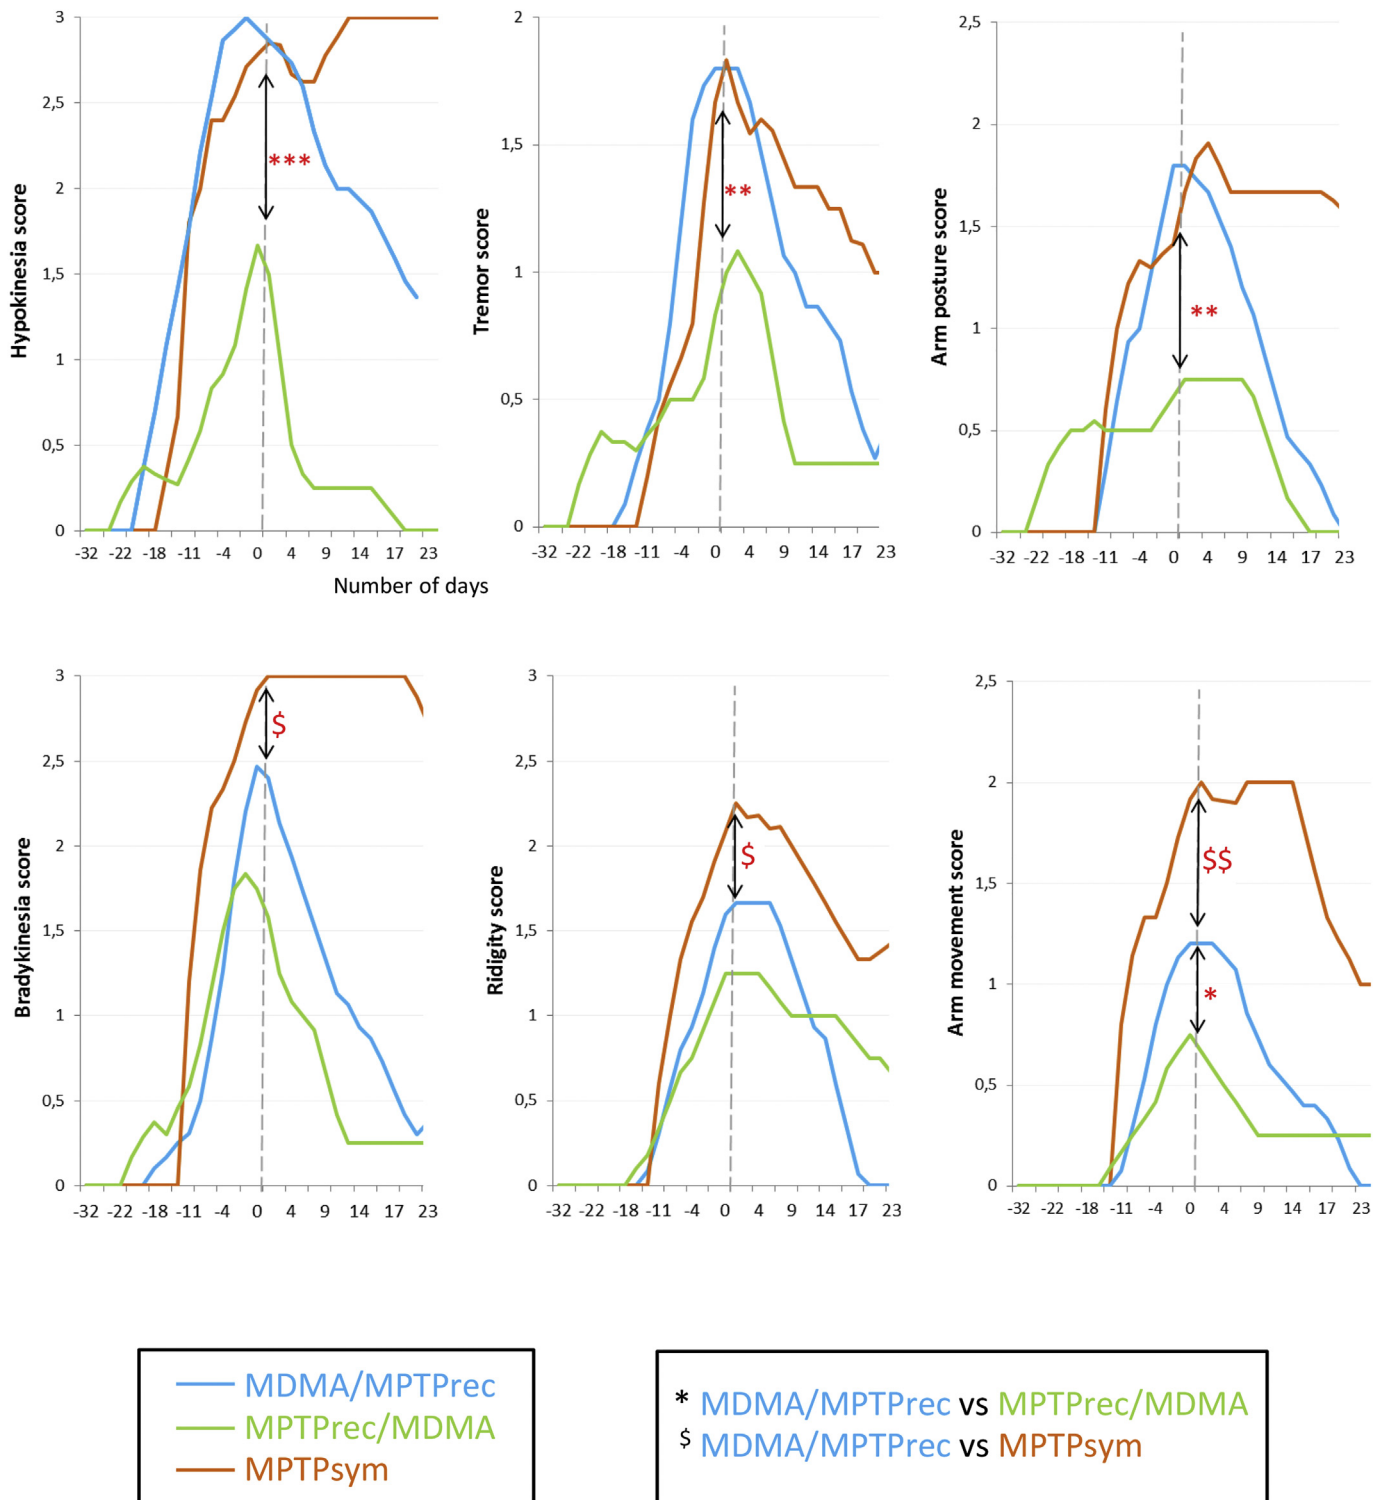 Hypokinesia score
3
2,5
2
1,5
1
0,5
0
***
-32 -22 -18 -11 -4 0 4 9 14 17 23
Tremor score
2
1,5
1
0,5
0
**
-32 -22 -18 -11 -4 0 4 9 14 17 23
Arm posture score
2,5
2
1,5
1
0,5
0
**
-32 -22 -18 -11 -4 0 4 9 14 17 23
Number of days
Bradykinesia score
3
2,5
2
1,5
1
0,5
0
$
-32 -22 -18 -11 -4 0 4 9 14 17 23
Ridigity score
3
2,5
2
1,5
1
0,5
0
$
-32 -22 -18 -11 -4 0 4 9 14 17 23
Arm movement score
2,5
2
1,5
1
0,5
0
$$
*
-32 -22 -18 -11 -4 0 4 9 14 17 23
MDMA/MPTPrec
MPTPrec/MDMA
MPTPsym
* MDMA/MPTPrec vs MPTPrec/MDMA
$ MDMA/MPTPrec vs MPTPsym